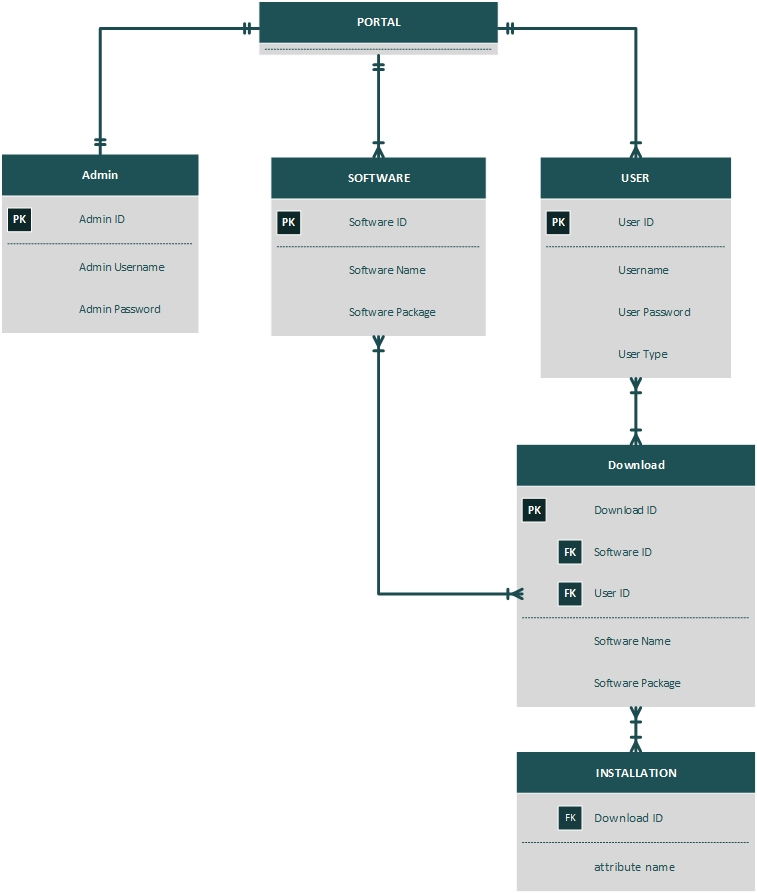 PORTAL
Admin
PK Admin ID
Admin Username
Admin Password
SOFTWARE
PK Software ID
Software Name
Software Package
USER
PK User ID
Username
User Password
User Type
Download
PK Download ID
FK Software ID
FK User ID
Software Name
Software Package
INSTALLATION
FK Download ID
attribute name